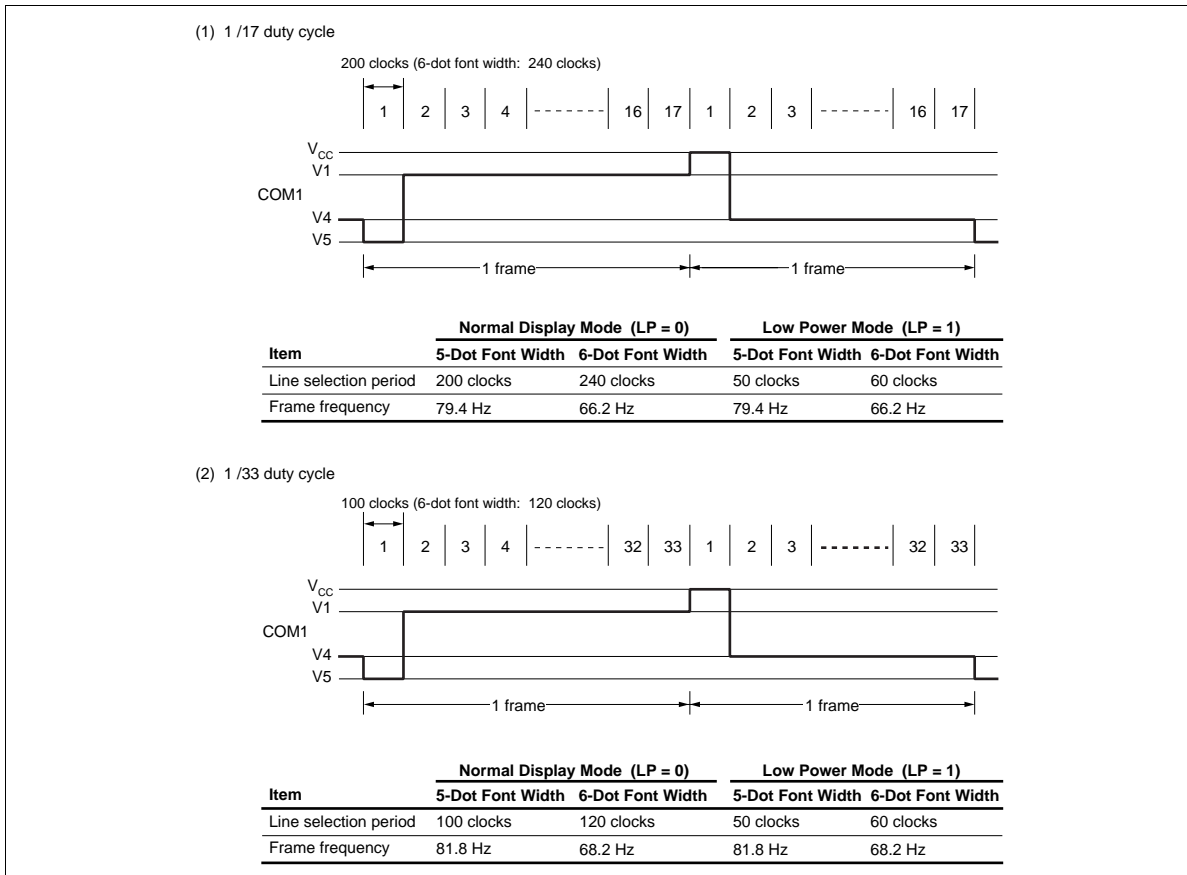 (1) 1 /17 duty cycle
200 clocks (6-dot font width: 240 clocks)
1 2 3 4 16 17 1 2 3 16 17
VCC
V1
COM1
V4
V5
1 frame 1 frame
Normal Display Mode (LP = 0) Low Power Mode (LP = 1)
Item 5-Dot Font Width 6-Dot Font Width 5-Dot Font Width 6-Dot Font Width
Line selection period 200 clocks 240 clocks 50 clocks 60 clocks
Frame frequency 79.4 Hz 66.2 Hz 79.4 Hz 66.2 Hz
(2) 1 /33 duty cycle
100 clocks (6-dot font width: 120 clocks)
1 2 3 4 32 33 1 2 3 32 33
VCC
V1
COM1
V4
V5
1 frame 1 frame
Normal Display Mode (LP = 0) Low Power Mode (LP = 1)
Item 5-Dot Font Width 6-Dot Font Width 5-Dot Font Width 6-Dot Font Width
Line selection period 100 clocks 120 clocks 50 clocks 60 clocks
Frame frequency 81.8 Hz 68.2 Hz 81.8 Hz 68.2 Hz